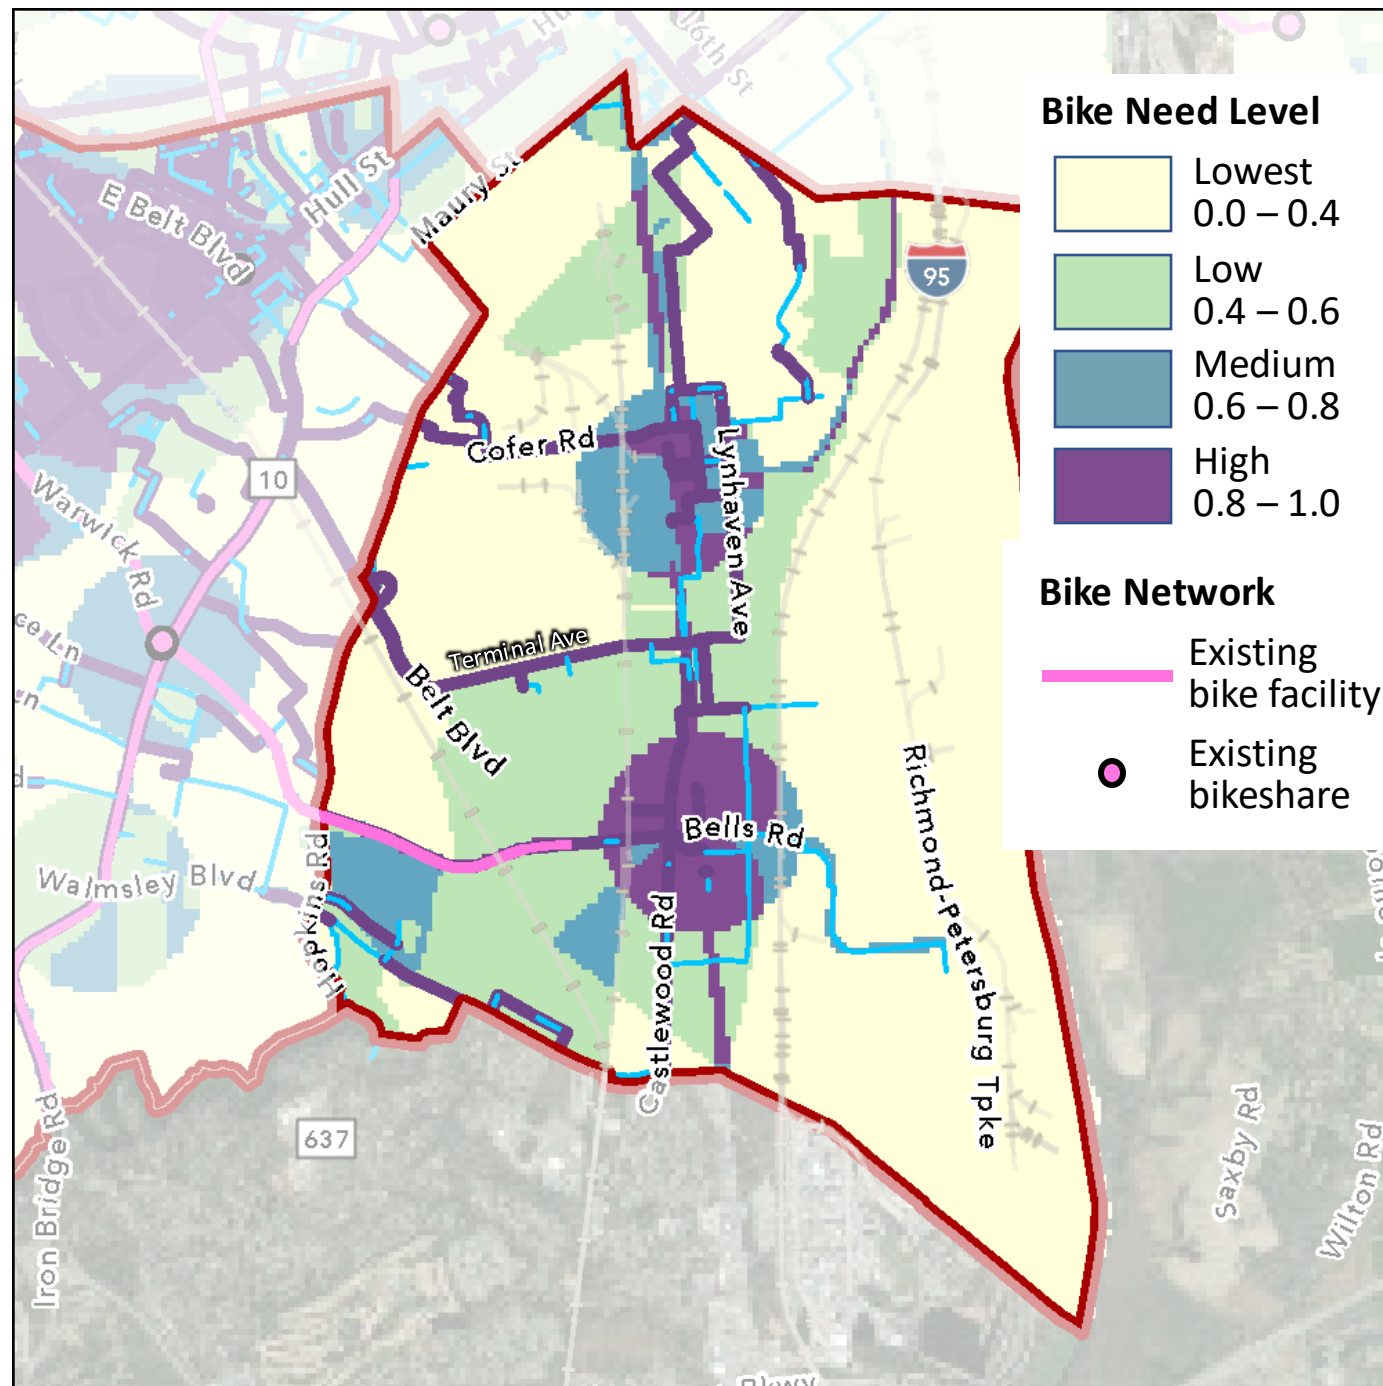 16th St
Hull St
E Belt Blvd
Maury St
95
Bike Need Level
Lowest
0.0 – 0.4
Low
0.4 – 0.6
Medium
0.6 – 0.8
High
0.8 – 1.0
Bike Network
Existing
bike facility
Existing
bikeshare
Cofer Rd
Lynhaven Ave
10
Warwick Rd
Terminal Ave
Belt Blvd
Bells Rd
Walmsley Blvd
Hopkins Rd
Castlewood Rd
Richmond-Petersburg Tpke
637
Iron Bridge Rd
Saxby Rd
Wilton Rd